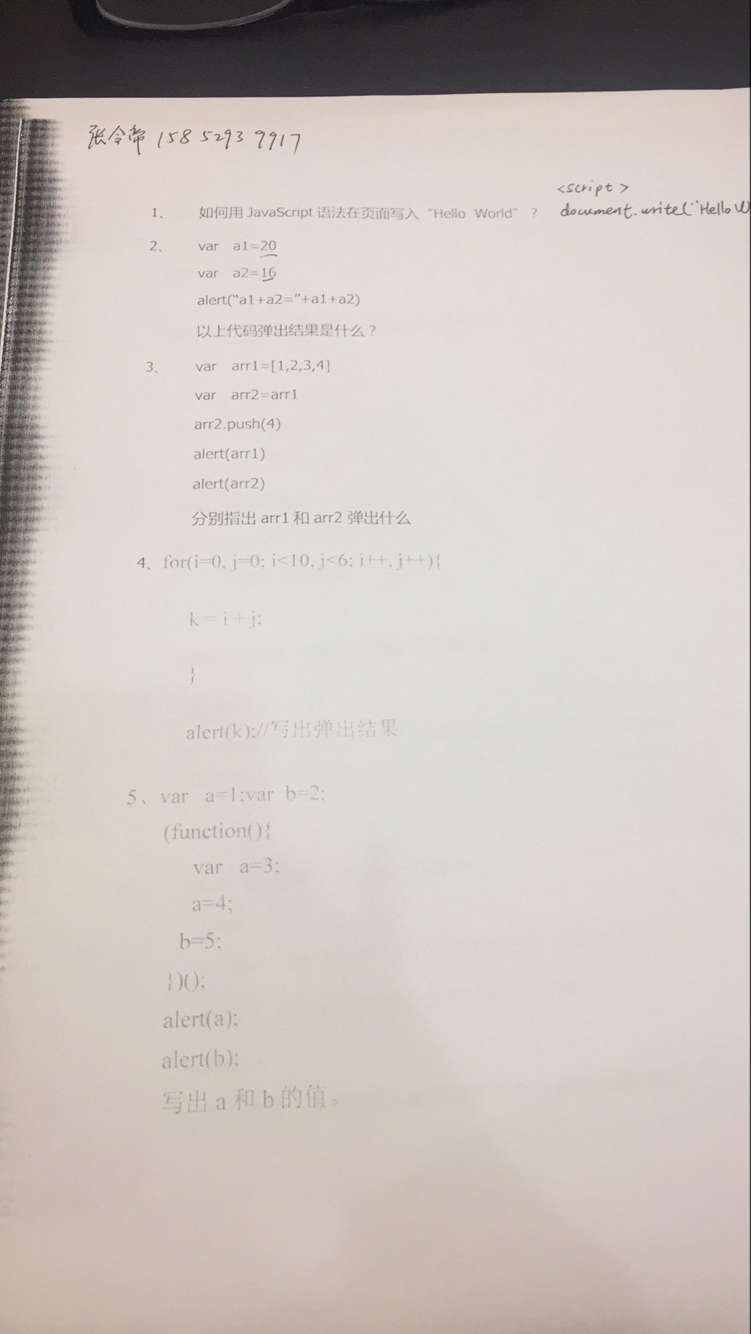 张令帝 158 5293 9917
<script>
1、 如何用 JavaScript 语法在页面写入 “Hello World” ？ document.write("Hello W
2、 var a1=20
var a2=16
alert("a1+a2="+a1+a2)
以上代码弹出结果是什么？
3、 var arr1=[1,2,3,4]
var arr2=arr1
arr2.push(4)
alert(arr1)
alert(arr2)
分别指出 arr1 和 arr2 弹出什么
4、for(i=0, j=0; i<10, j<6; i++, j++){
k = i + j;
}
alert(k);//写出弹出结果
5、var a=1;var b=2;
(function(){
var a=3;
a=4;
b=5;
})();
alert(a);
alert(b);
写出 a 和 b 的值。